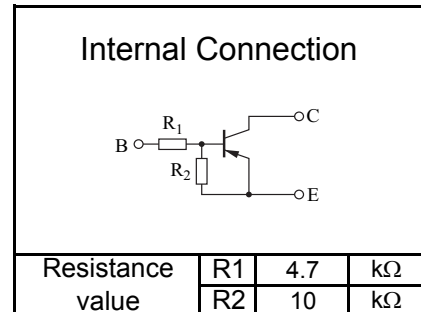 Internal Connection
C
R1
B
R2
E
Resistance value R1 4.7 kΩ
R2 10 kΩ